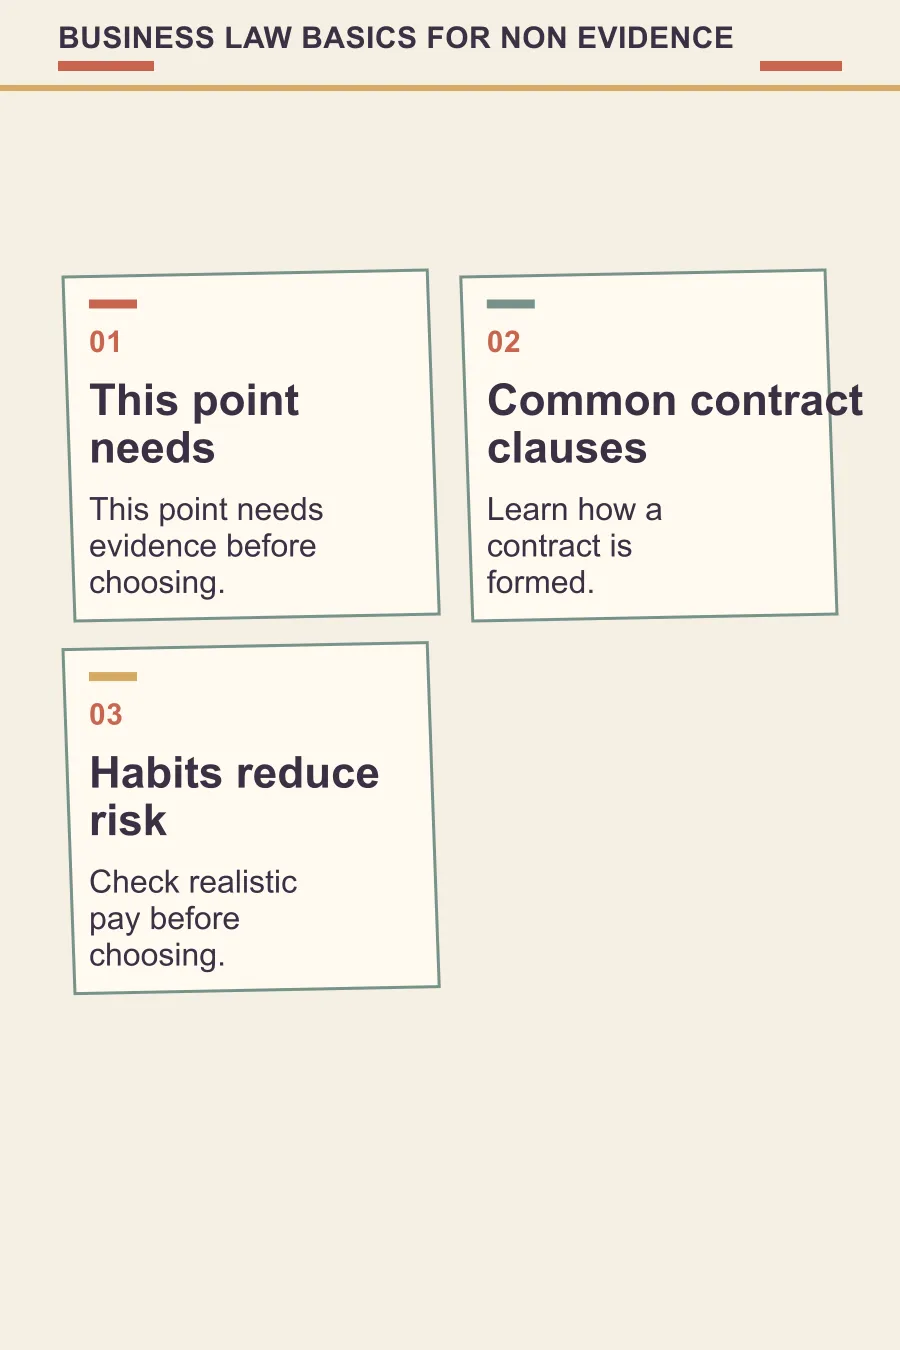 BUSINESS LAW BASICS FOR NON EVIDENCE
01
This point
needs
This point needs
evidence before
choosing.
02
Common contract
clauses
Learn how a
contract is
formed.
03
Habits reduce
risk
Check realistic
pay before
choosing.